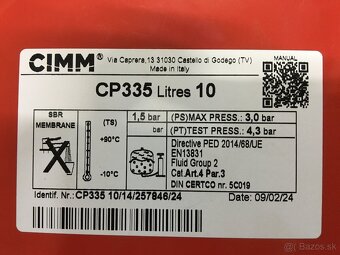 CIMM®
Via Caprera,13 31030 Castello di Godego (TV)
Made in Italy
MANUAL
CP335 Litres 10
SBR
MEMBRANE
(TS)
+90°C
-10°C
1,5 bar
bar
(PS)MAX PRESS.: 3,0
(PT)TEST PRESS.: 4,3
bar
bar
Directive PED 2014/68/UE
EN13831
Fluid Group 2
Cat.Art.4 Par.3
DIN CERTCO nr. 5C019
Identif. Nr.: CP335 10/14/257846/24
Date: 09/02/24
bazos.sk